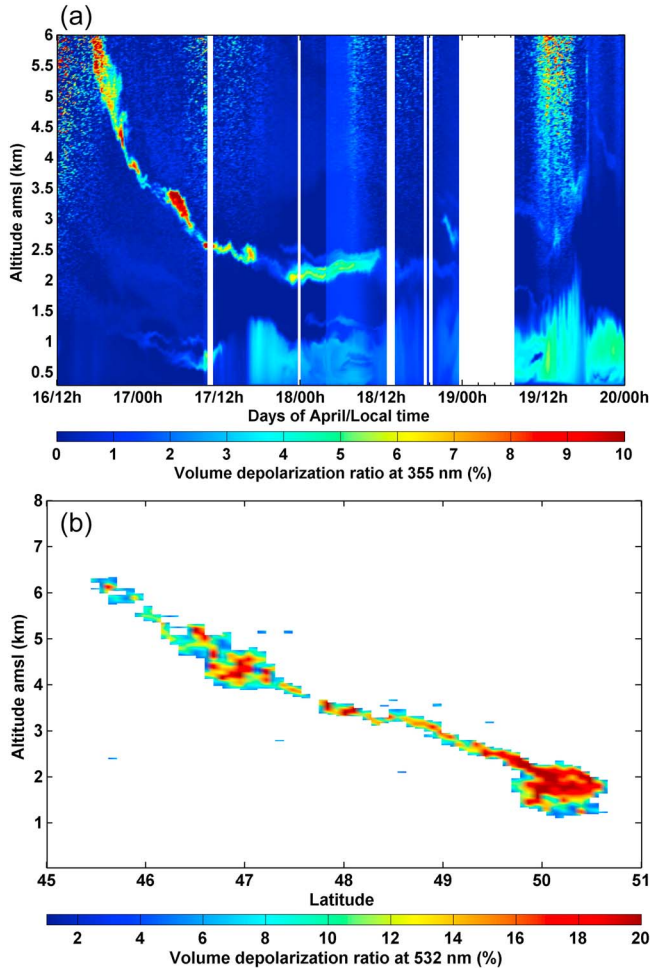 (a)
6
5.5
5
4.5
4
3.5
3
2.5
2
1.5
1
0.5
Altitude amsl (km)
16/12h 17/00h 17/12h 18/00h 18/12h 19/00h 19/12h 20/00h
Days of April/Local time
0 1 2 3 4 5 6 7 8 9 10
Volume depolarization ratio at 355 nm (%)
(b)
8
7
6
5
4
3
2
1
Altitude amsl (km)
45 46 47 48 49 50 51
Latitude
2 4 6 8 10 12 14 16 18 20
Volume depolarization ratio at 532 nm (%)